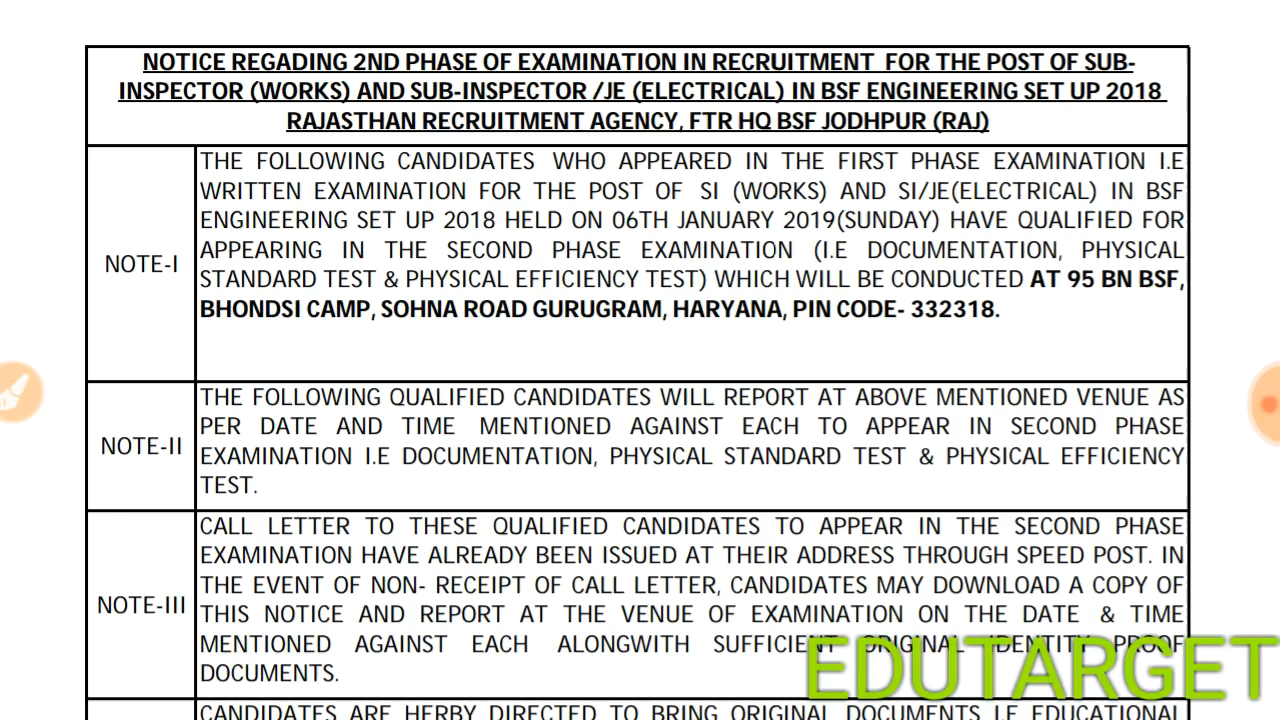 NOTICE REGADING 2ND PHASE OF EXAMINATION IN RECRUITMENT FOR THE POST OF SUB-
INSPECTOR (WORKS) AND SUB-INSPECTOR /JE (ELECTRICAL) IN BSF ENGINEERING SET UP 2018
RAJASTHAN RECRUITMENT AGENCY, FTR HQ BSF JODHPUR (RAJ)
NOTE-I
THE FOLLOWING CANDIDATES WHO APPEARED IN THE FIRST PHASE EXAMINATION I.E
WRITTEN EXAMINATION FOR THE POST OF SI (WORKS) AND SI/JE(ELECTRICAL) IN BSF
ENGINEERING SET UP 2018 HELD ON 06TH JANUARY 2019(SUNDAY) HAVE QUALIFIED FOR
APPEARING IN THE SECOND PHASE EXAMINATION (I.E DOCUMENTATION, PHYSICAL
STANDARD TEST & PHYSICAL EFFICIENCY TEST) WHICH WILL BE CONDUCTED AT 95 BN BSF,
BHONDSI CAMP, SOHNA ROAD GURUGRAM, HARYANA, PIN CODE- 332318.
NOTE-II
THE FOLLOWING QUALIFIED CANDIDATES WILL REPORT AT ABOVE MENTIONED VENUE AS
PER DATE AND TIME MENTIONED AGAINST EACH TO APPEAR IN SECOND PHASE
EXAMINATION I.E DOCUMENTATION, PHYSICAL STANDARD TEST & PHYSICAL EFFICIENCY
TEST.
NOTE-III
CALL LETTER TO THESE QUALIFIED CANDIDATES TO APPEAR IN THE SECOND PHASE
EXAMINATION HAVE ALREADY BEEN ISSUED AT THEIR ADDRESS THROUGH SPEED POST. IN
THE EVENT OF NON- RECEIPT OF CALL LETTER, CANDIDATES MAY DOWNLOAD A COPY OF
THIS NOTICE AND REPORT AT THE VENUE OF EXAMINATION ON THE DATE & TIME
MENTIONED AGAINST EACH ALONGWITH SUFFICIENT ORIGINAL IDENTITY PROOF
DOCUMENTS.
EDUTARGET
CANDIDATES ARE HERBY DIRECTED TO BRING ORIGINAL DOCUMENTS I.E EDUCATIONAL